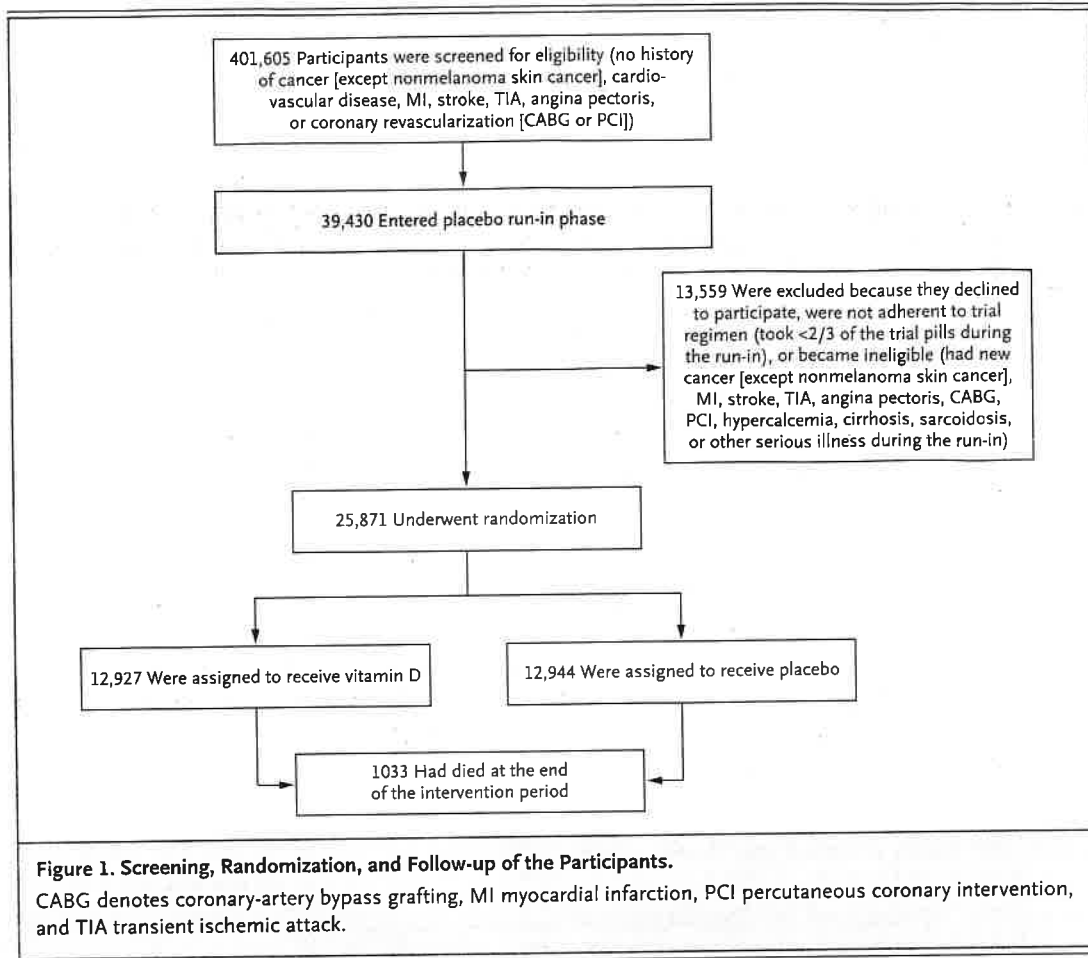 401,605 Participants were screened for eligibility (no history
of cancer [except nonmelanoma skin cancer], cardio-
vascular disease, MI, stroke, TIA, angina pectoris,
or coronary revascularization [CABG or PCI])
39,430 Entered placebo run-in phase
13,559 Were excluded because they declined
to participate, were not adherent to trial
regimen (took <2/3 of the trial pills during
the run-in), or became ineligible (had new
cancer [except nonmelanoma skin cancer],
MI, stroke, TIA, angina pectoris, CABG,
PCI, hypercalcemia, cirrhosis, sarcoidosis,
or other serious illness during the run-in)
25,871 Underwent randomization
12,927 Were assigned to receive vitamin D
12,944 Were assigned to receive placebo
1033 Had died at the end
of the intervention period
Figure 1. Screening, Randomization, and Follow-up of the Participants.
CABG denotes coronary-artery bypass grafting, MI myocardial infarction, PCI percutaneous coronary intervention,
and TIA transient ischemic attack.